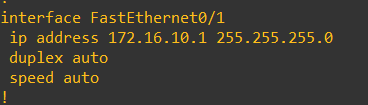 !
interface FastEthernet0/1
 ip address 172.16.10.1 255.255.255.0
 duplex auto
 speed auto
!